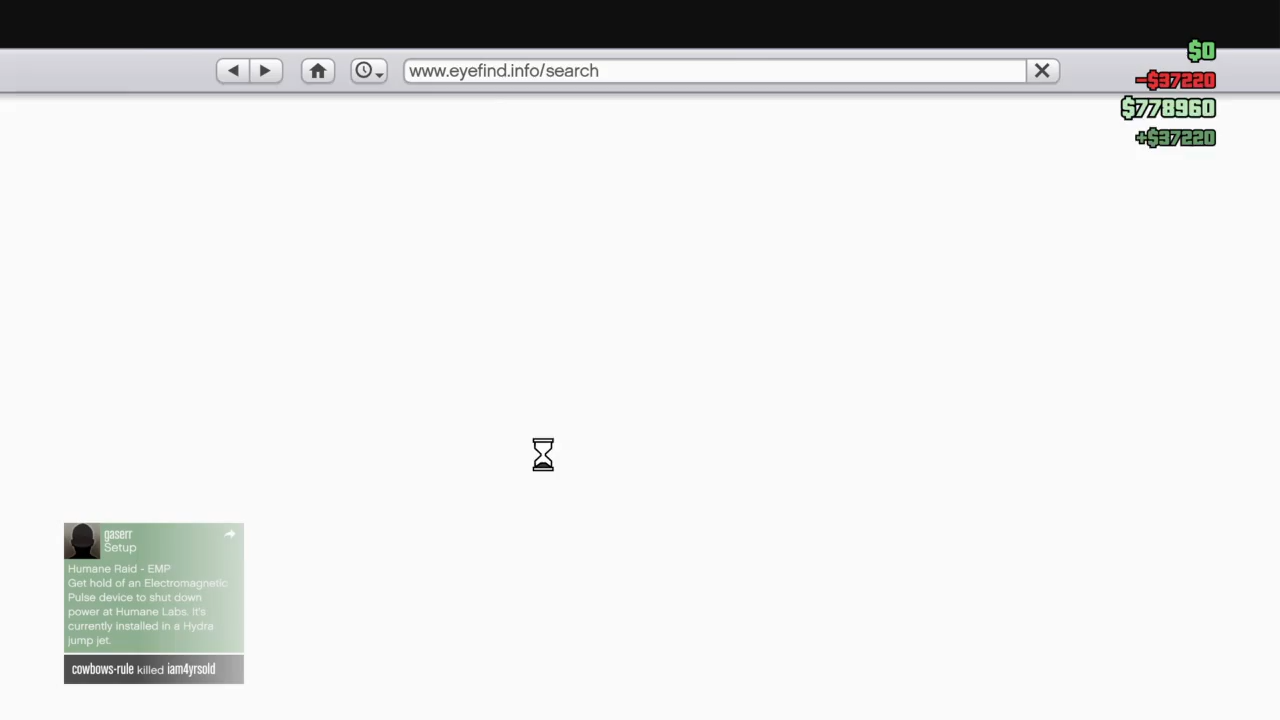 www.eyefind.info/search
$0
-$37220
$778960
+$37220
gaserr
Setup
Humane Raid - EMP
Get hold of an Electromagnetic
Pulse device to shut down
power at Humane Labs. It's
currently installed in a Hydra
jump jet.
cowbows-rule killed iam4yrsold